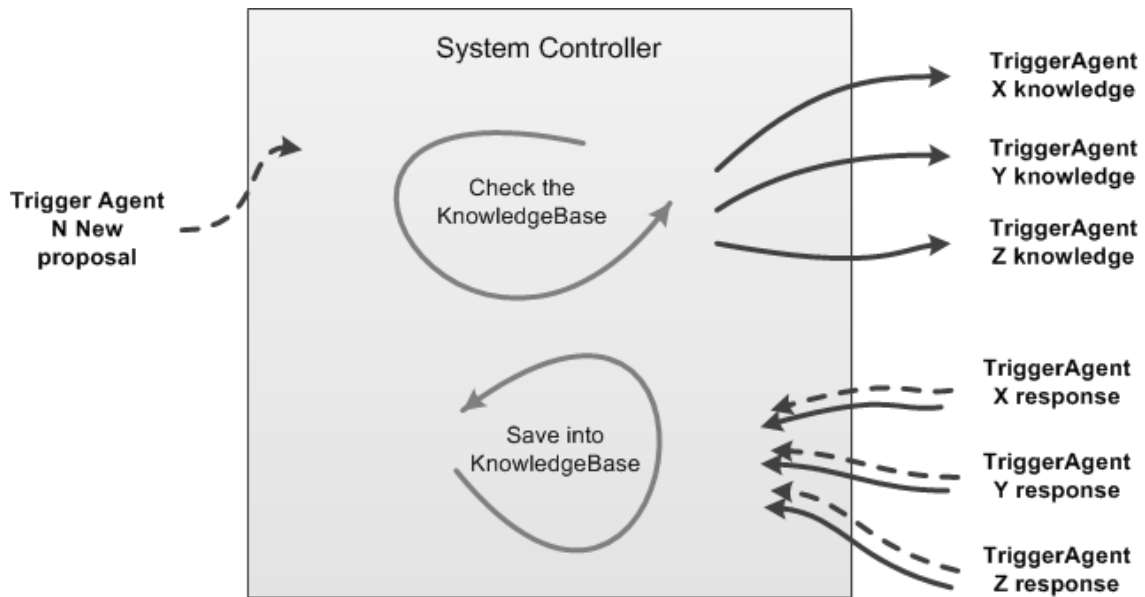 System Controller
TriggerAgent
X knowledge
TriggerAgent
Y knowledge
Check the
KnowledgeBase
Trigger Agent
N New
proposal
TriggerAgent
Z knowledge
TriggerAgent
X response
Save into
KnowledgeBase
TriggerAgent
Y response
TriggerAgent
Z response